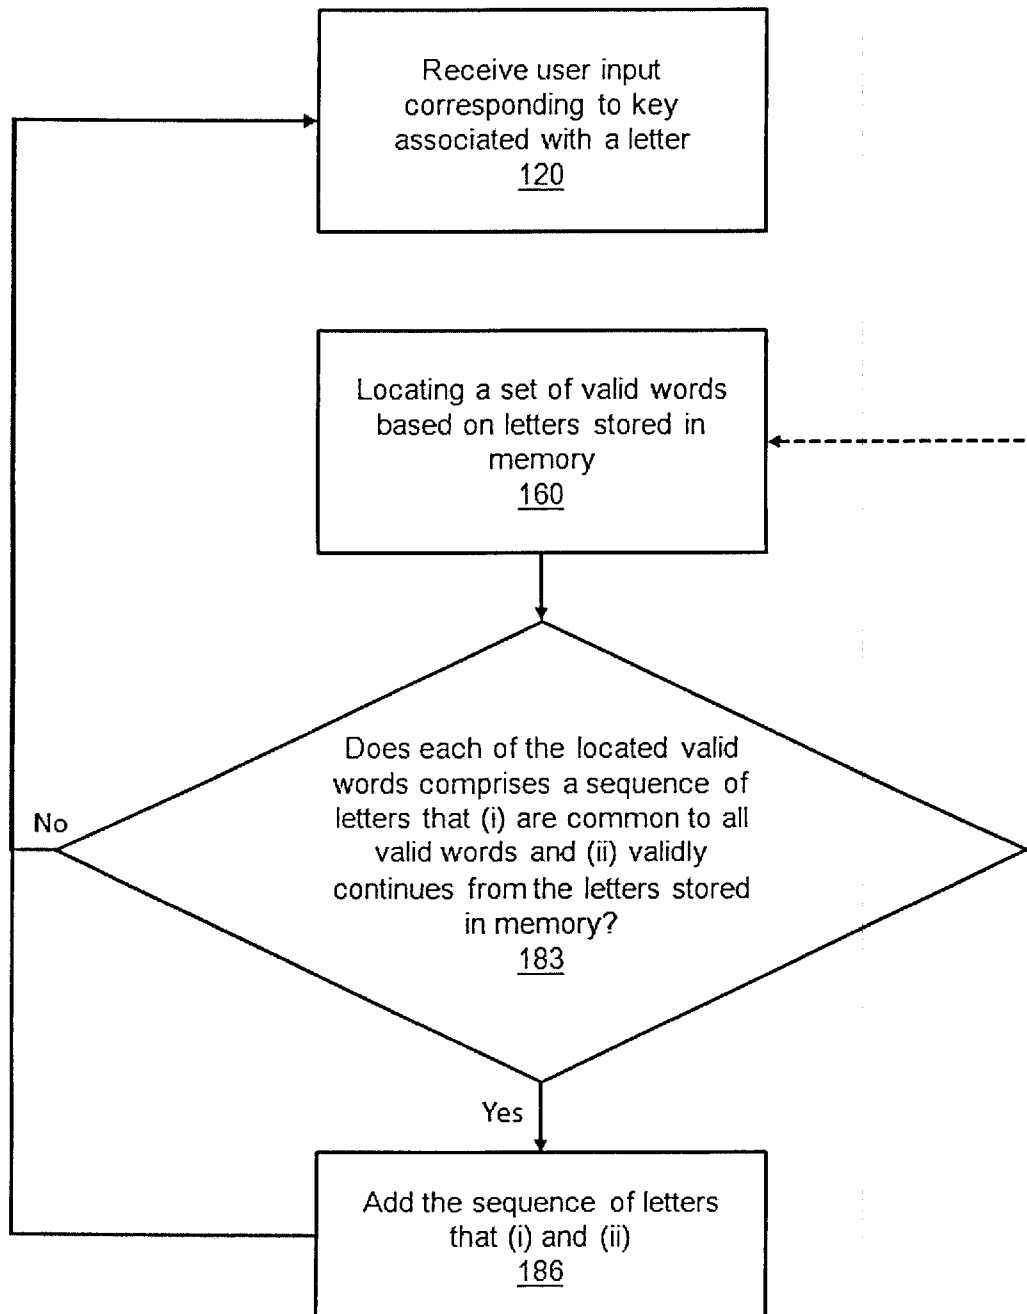 Receive user input
corresponding to key
associated with a letter
120
Locating a set of valid words
based on letters stored in
memory
160
Does each of the located valid
words comprises a sequence of
letters that (i) are common to all
valid words and (ii) validly
continues from the letters stored
in memory?
183
No
Yes
Add the sequence of letters
that (i) and (ii)
186